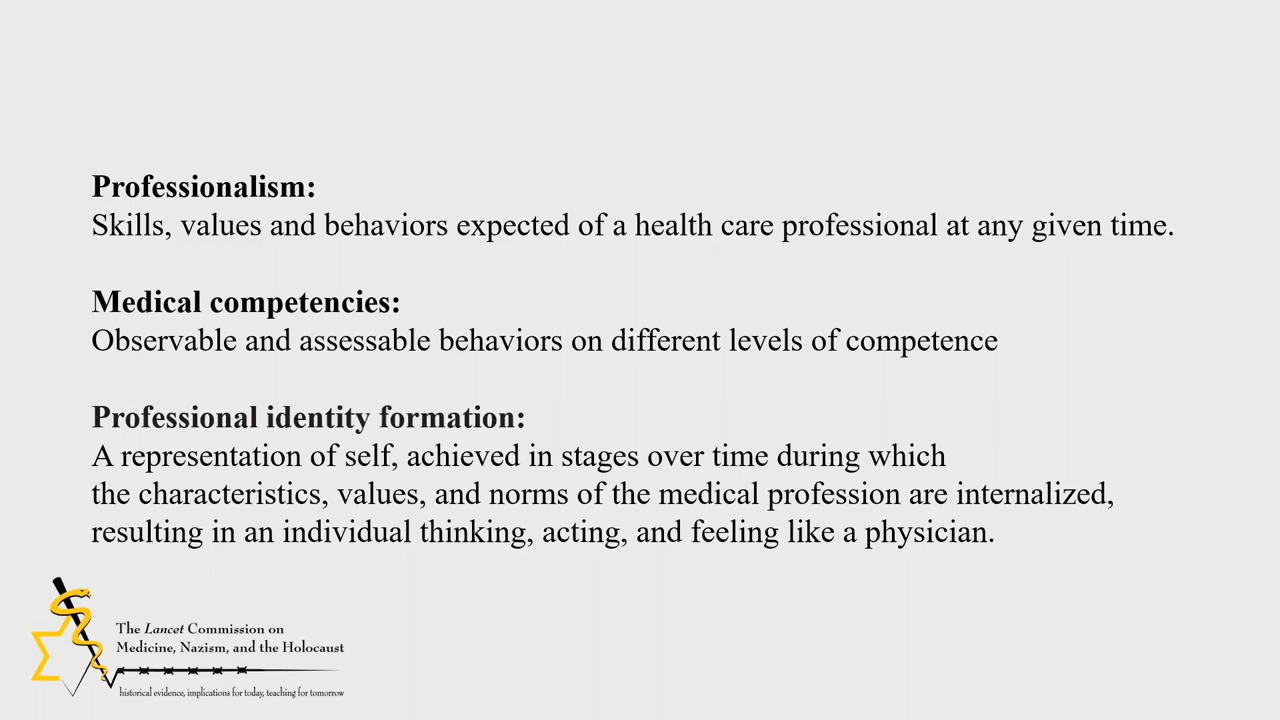 Professionalism:
Skills, values and behaviors expected of a health care professional at any given time.
Medical competencies:
Observable and assessable behaviors on different levels of competence
Professional identity formation:
A representation of self, achieved in stages over time during which
the characteristics, values, and norms of the medical profession are internalized,
resulting in an individual thinking, acting, and feeling like a physician.
The Lancet Commission on
Medicine, Nazism, and the Holocaust
historical evidence, implications for today, teaching for tomorrow